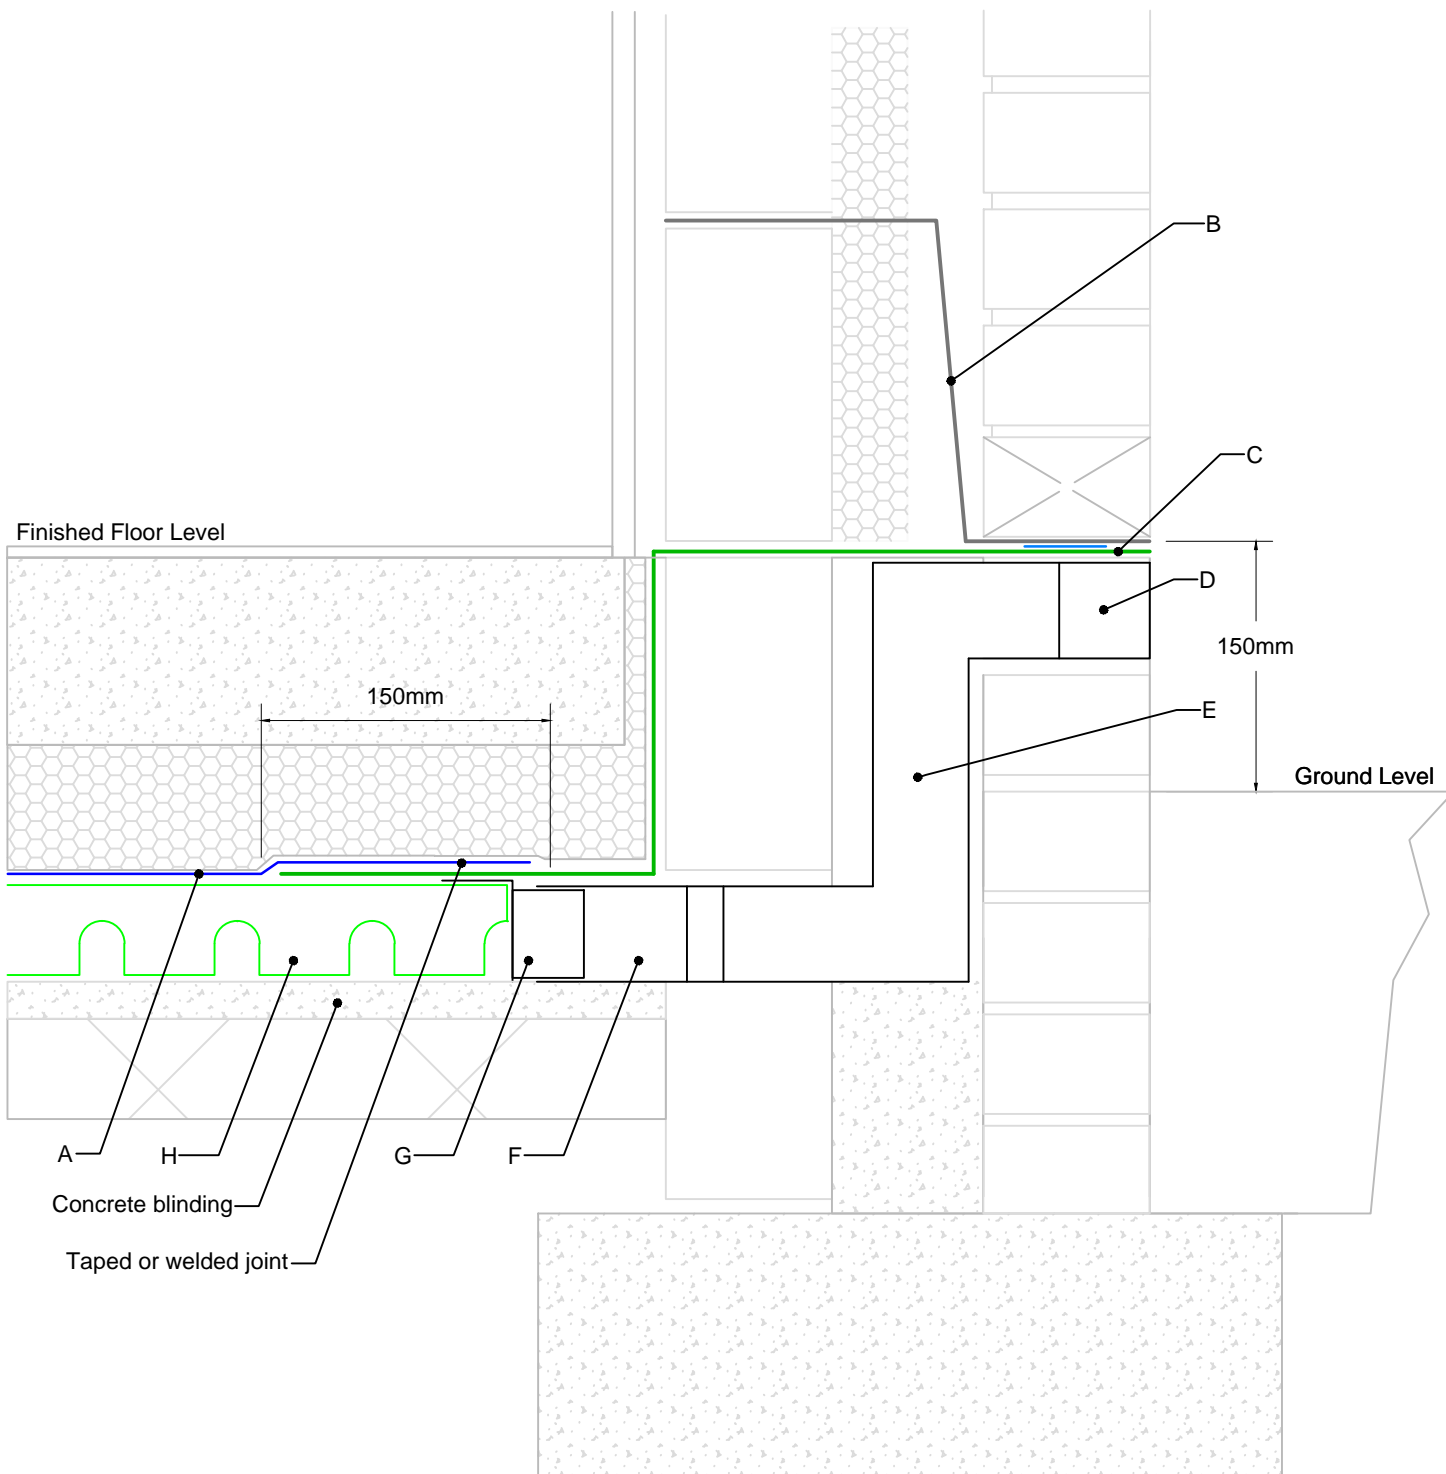 B
C
Finished Floor Level
D
150mm
150mm
E
Ground Level
A
H
G
F
Concrete blinding
Taped or welded joint